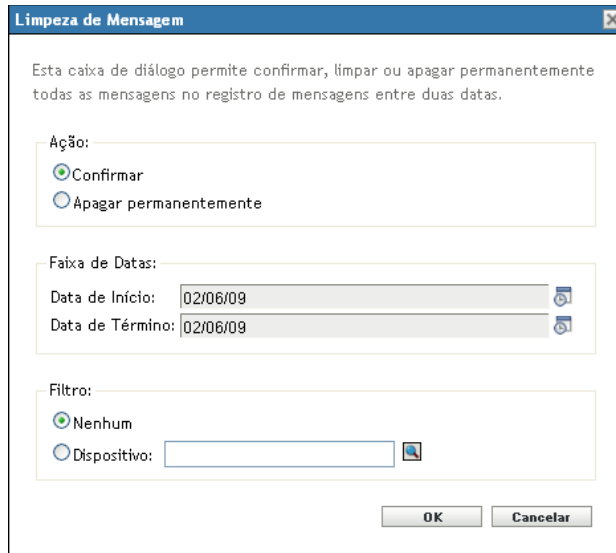 Limpeza de Mensagem
Esta caixa de diálogo permite confirmar, limpar ou apagar permanentemente
todas as mensagens no registro de mensagens entre duas datas.
Ação:
Confirmar
Apagar permanentemente
Faixa de Datas:
Data de Início: 02/06/09
Data de Término: 02/06/09
Filtro:
Nenhum
Dispositivo:
OK Cancelar